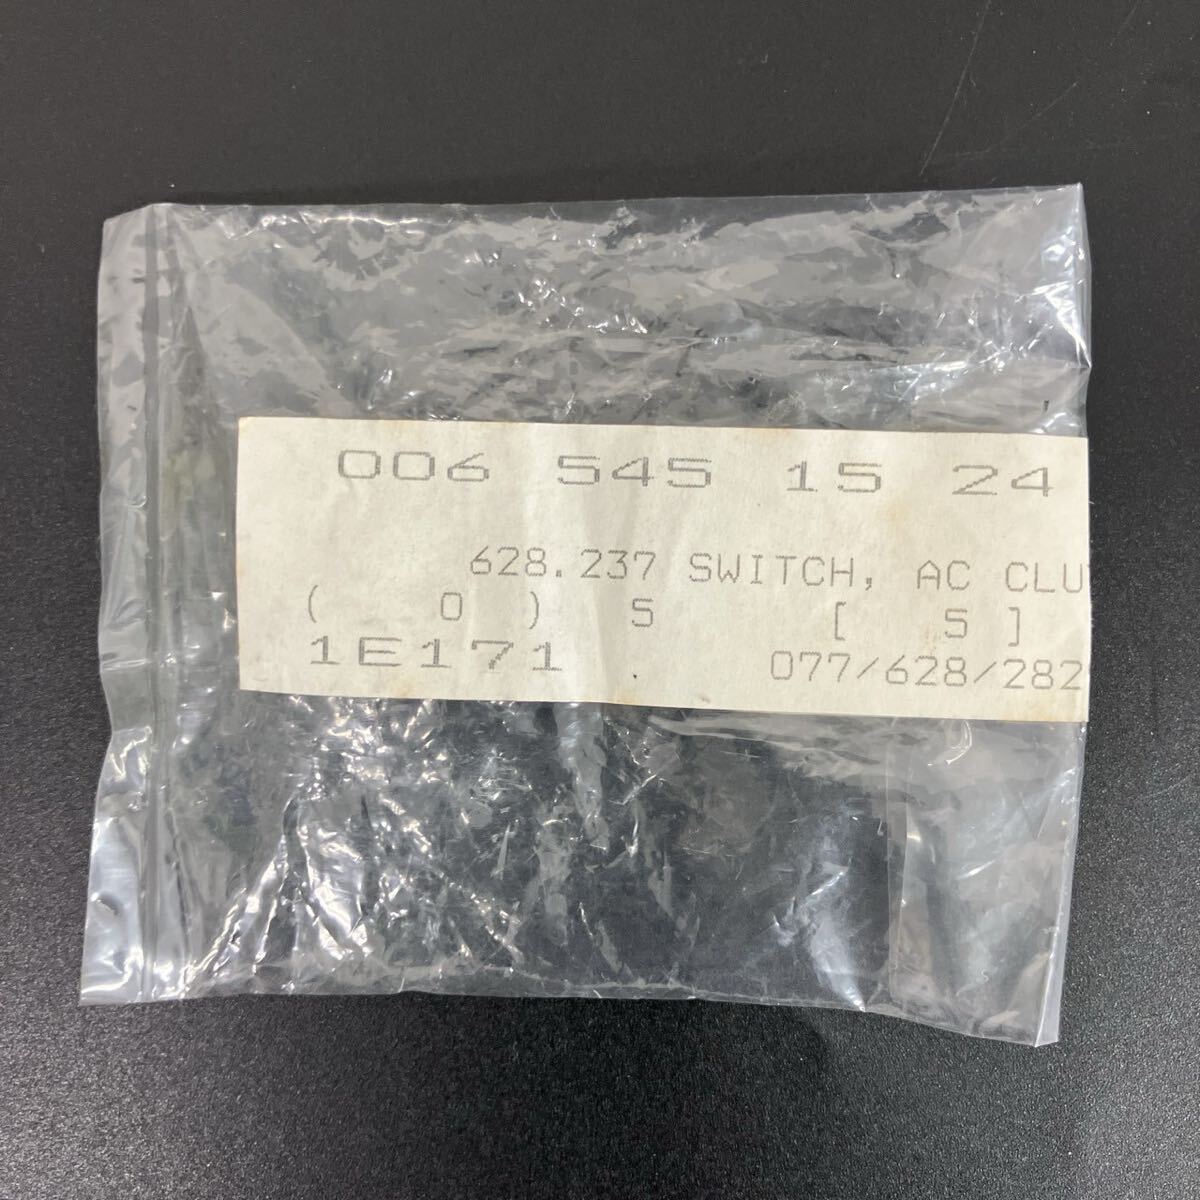 006 545 15 24
628.237 SWITCH, AC CLU
( 0 ) 5 [ 5 ]
1E171 077/628/282